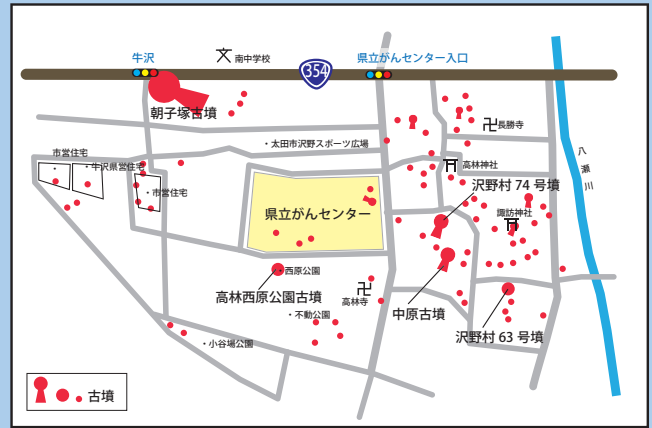 牛沢
南中学校
354
県立がんセンター入口
朝子塚古墳
長勝寺
八瀬川
・太田市沢野スポーツ広場
市営住宅
・牛沢県営住宅
・市営住宅
高林神社
沢野村 74 号墳
県立がんセンター
諏訪神社
・西原公園
高林西原公園古墳
高林寺
中原古墳
・不動公園
沢野村 63 号墳
・小谷場公園
古墳